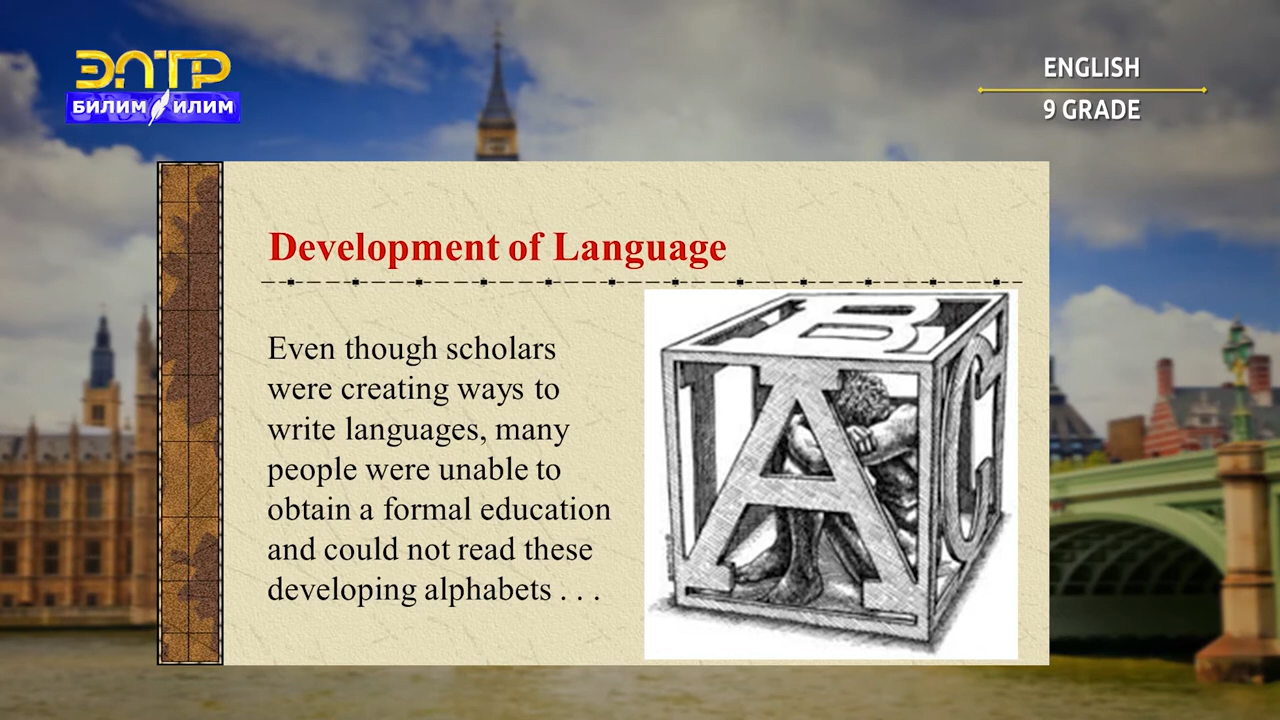 ЭЛТР
БИЛИМ ИЛИМ
ENGLISH
9 GRADE
Development of Language
Even though scholars
were creating ways to
write languages, many
people were unable to
obtain a formal education
and could not read these
developing alphabets . . .
B
A
C